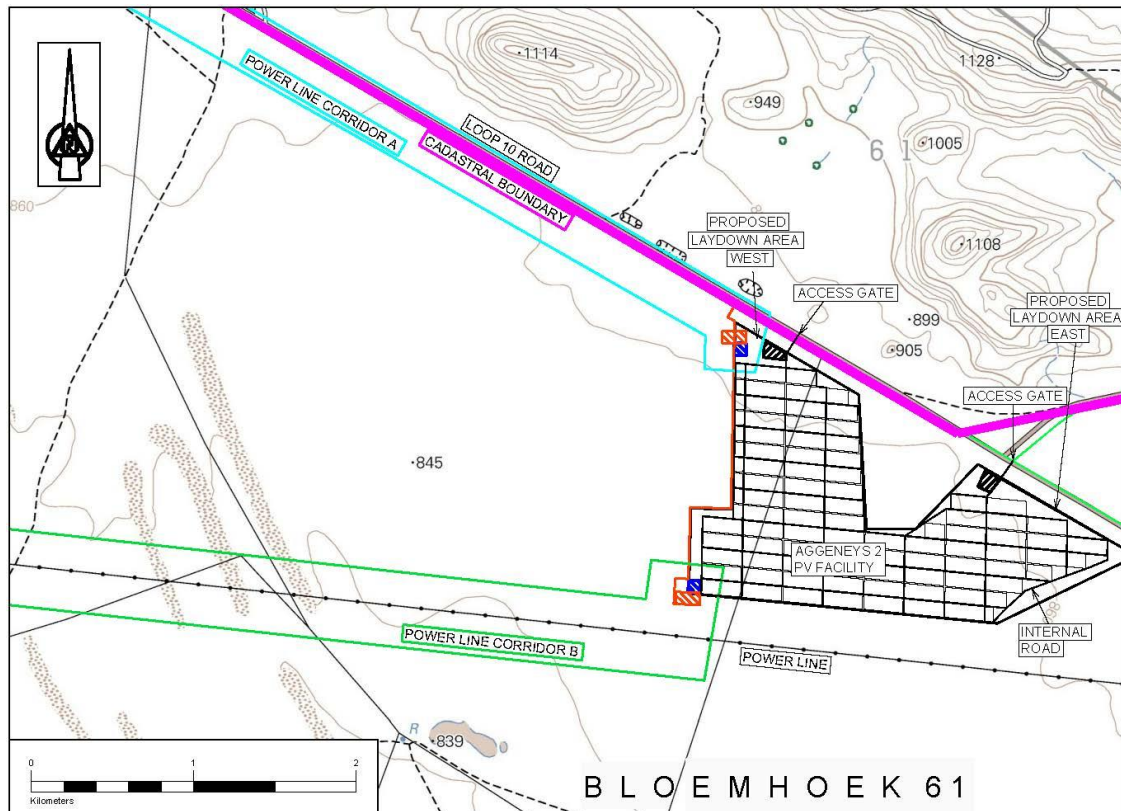 1114
1128
949
6 1
1005
POWER LINE CORRIDOR A
LOOP 10 ROAD
CADASTRAL BOUNDARY
860
PROPOSED
LAYDOWN AREA
WEST
1108
ACCESS GATE
PROPOSED
LAYDOWN AREA
EAST
899
905
ACCESS GATE
845
AGGENEYS 2
PV FACILITY
POWER LINE CORRIDOR B
POWER LINE
INTERNAL
ROAD
R
839
0 1 2
Kilometers
BLOEMHOEK 61